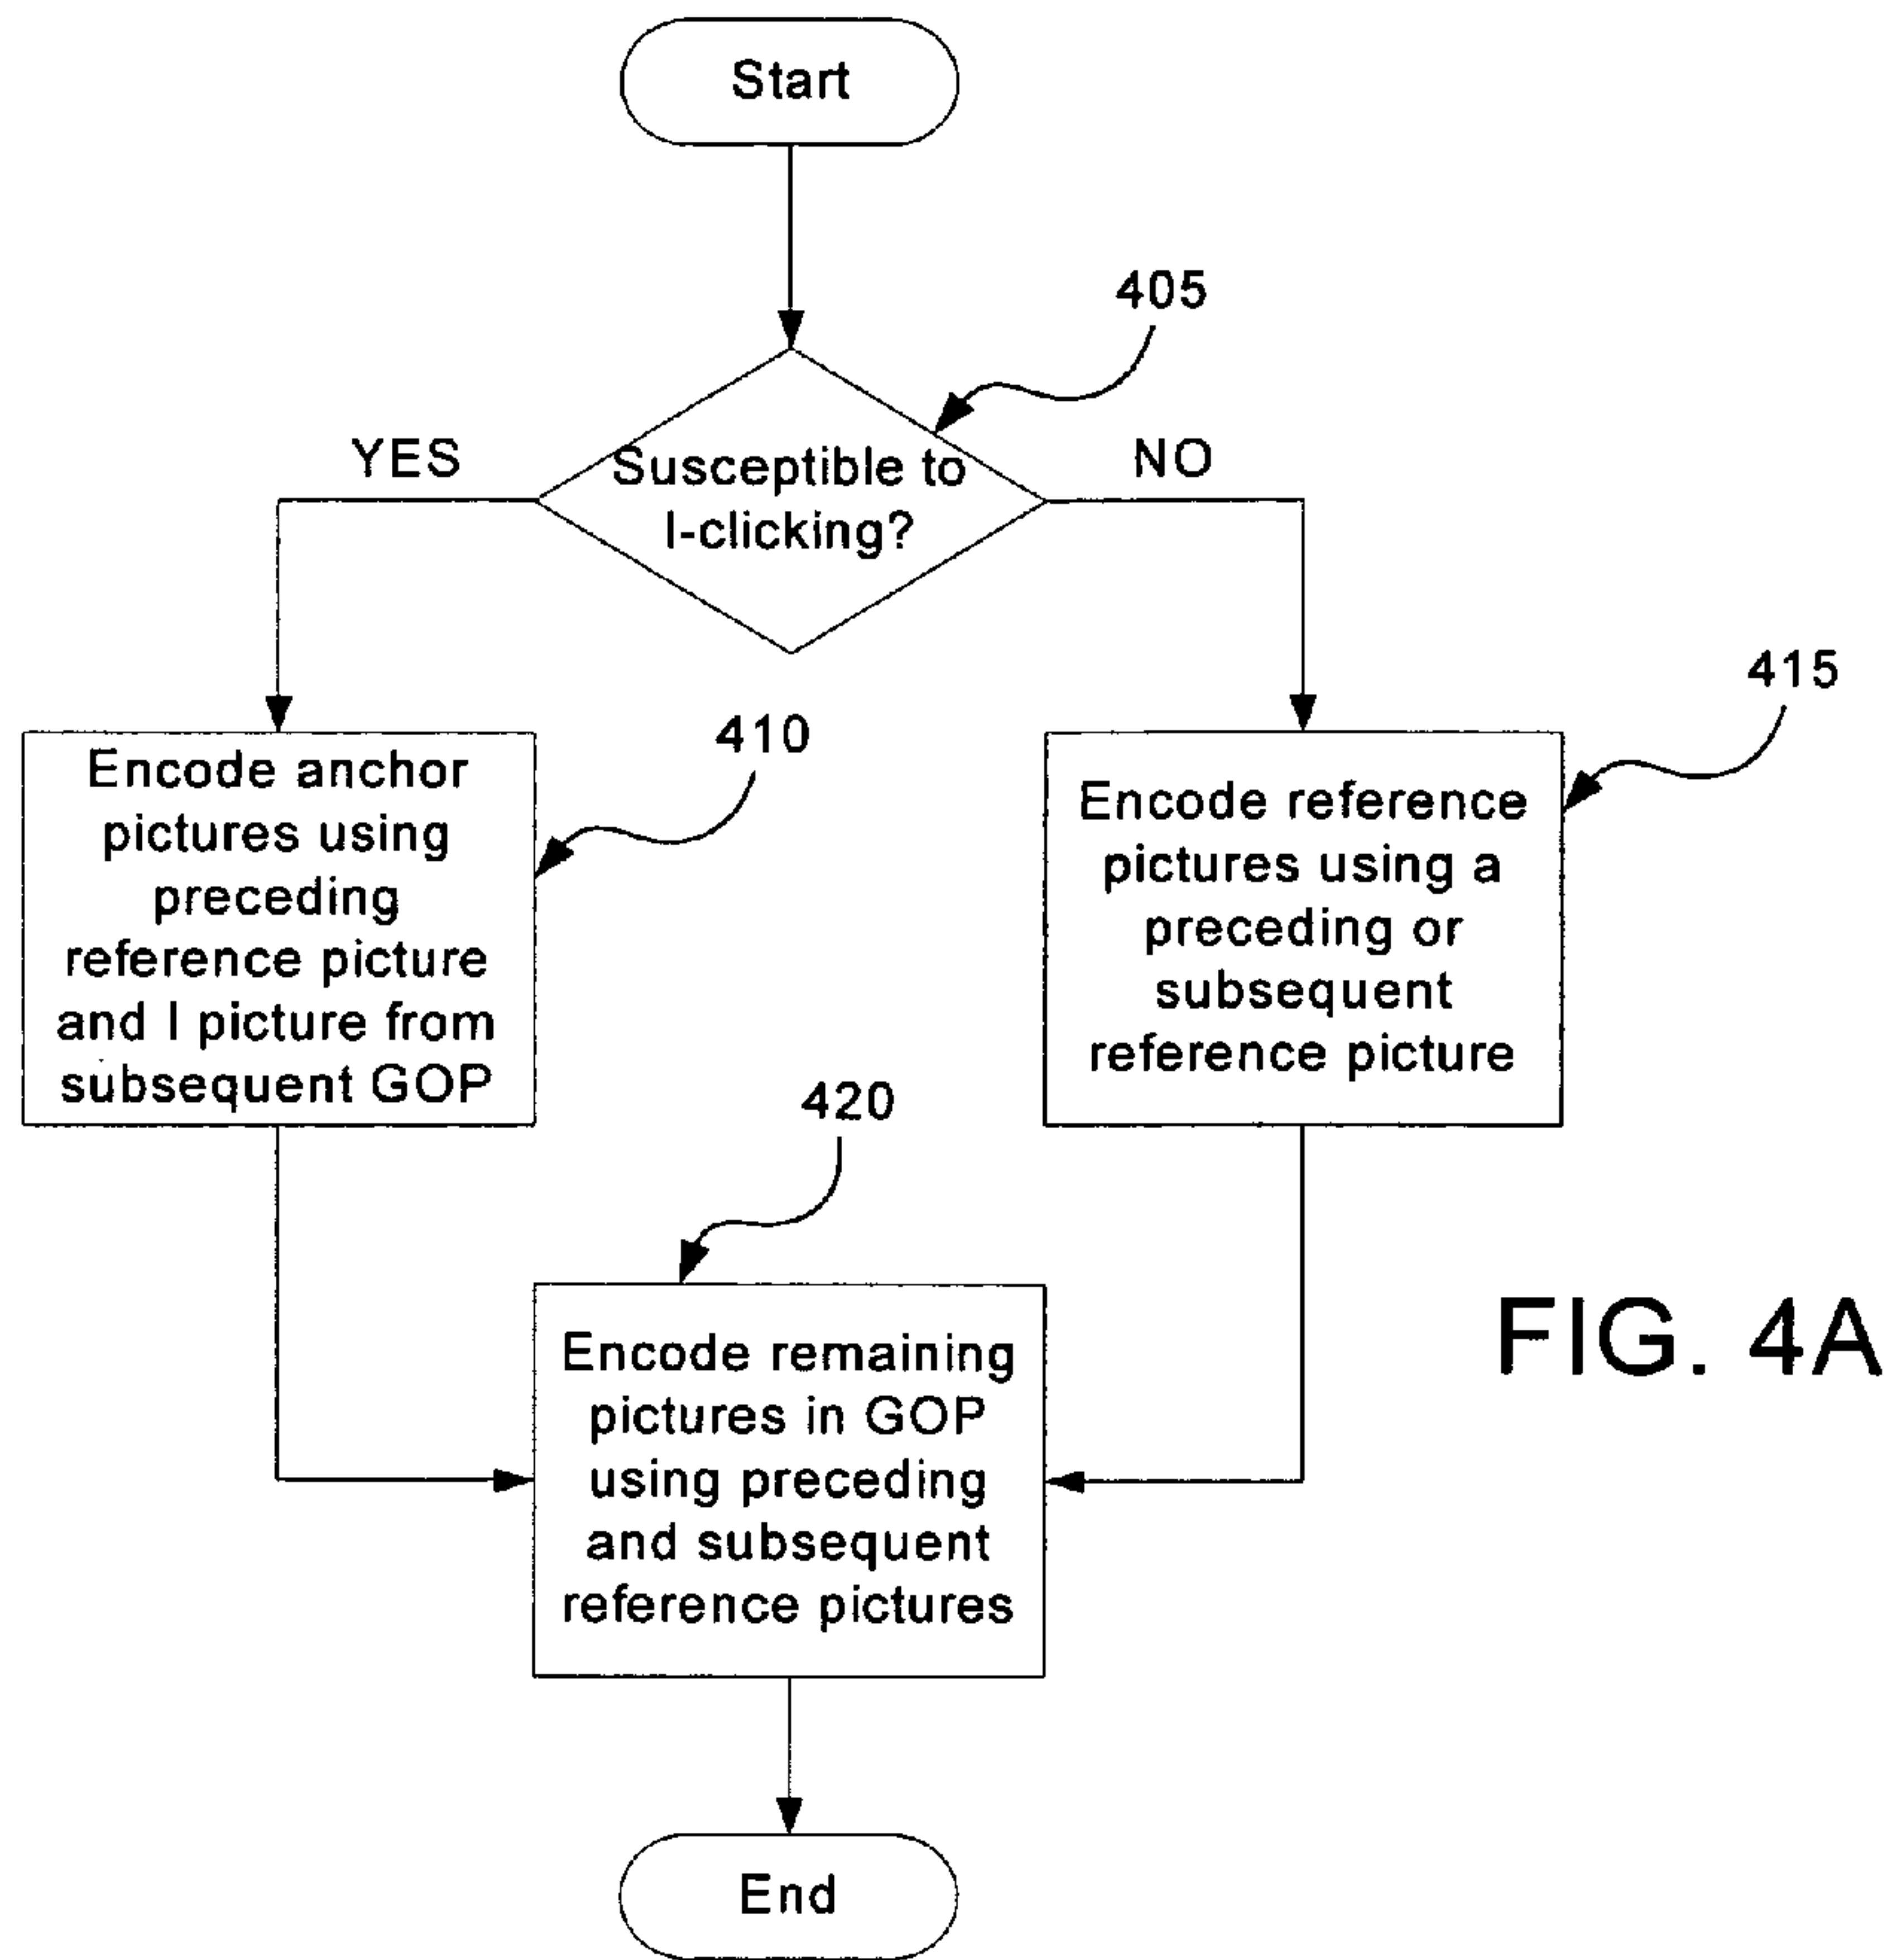 Start
405
YES
NO
Susceptible to
I-clicking?
415
410
Encode anchor
pictures using
preceding
reference picture
and I picture from
subsequent GOP
Encode reference
pictures using a
preceding or
subsequent
reference picture
420
Encode remaining
pictures in GOP
using preceding
and subsequent
reference pictures
FIG. 4A
End